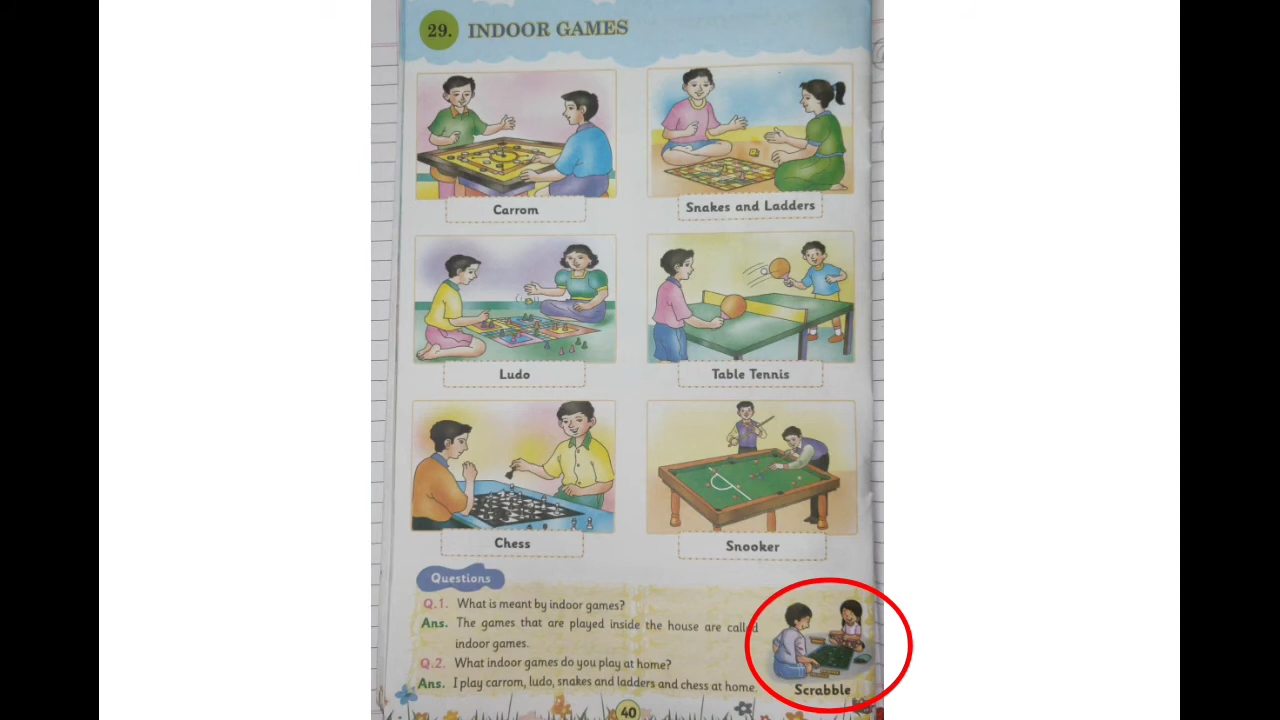 29. INDOOR GAMES
Carrom
Snakes and Ladders
Ludo
Table Tennis
Chess
Snooker
Questions
Q.1. What is meant by indoor games?
Ans. The games that are played inside the house are called
indoor games.
Q.2. What indoor games do you play at home?
Ans. I play carrom, ludo, snakes and ladders and chess at home.
Scrabble
40